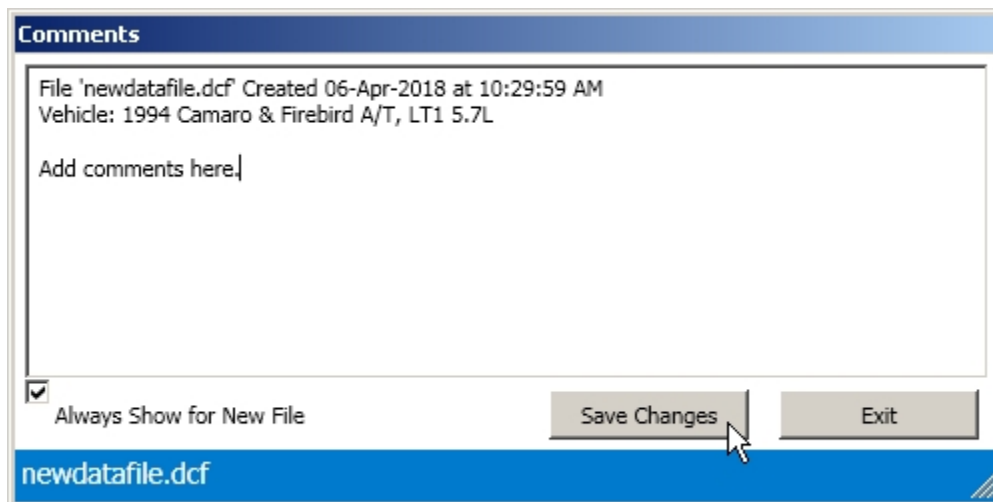 Comments
File 'newdatafile.dcf' Created 06-Apr-2018 at 10:29:59 AM
Vehicle: 1994 Camaro & Firebird A/T, LT1 5.7L
Add comments here.
Always Show for New File
Save Changes
Exit
newdatafile.dcf